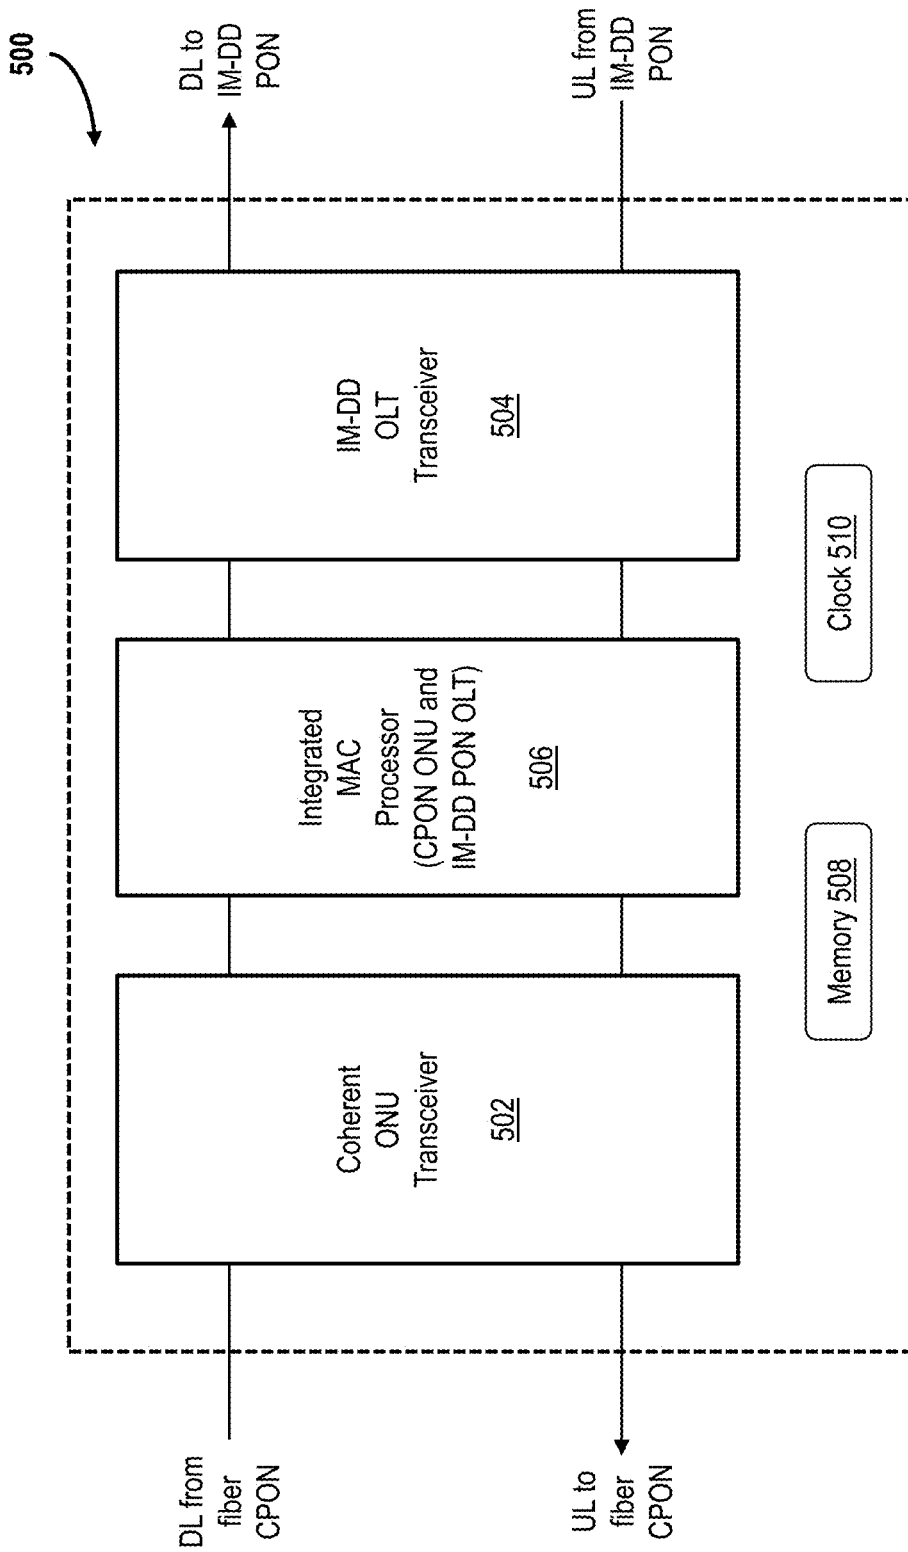 500
DL from
fiber
CPON
DL to
IM-DD
PON
Coherent
ONU
Transceiver
502
Integrated
MAC
Processor
(CPON ONU and
IM-DD PON OLT)
506
IM-DD
OLT
Transceiver
504
UL to
fiber
CPON
UL from
IM-DD
PON
Memory 508
Clock 510